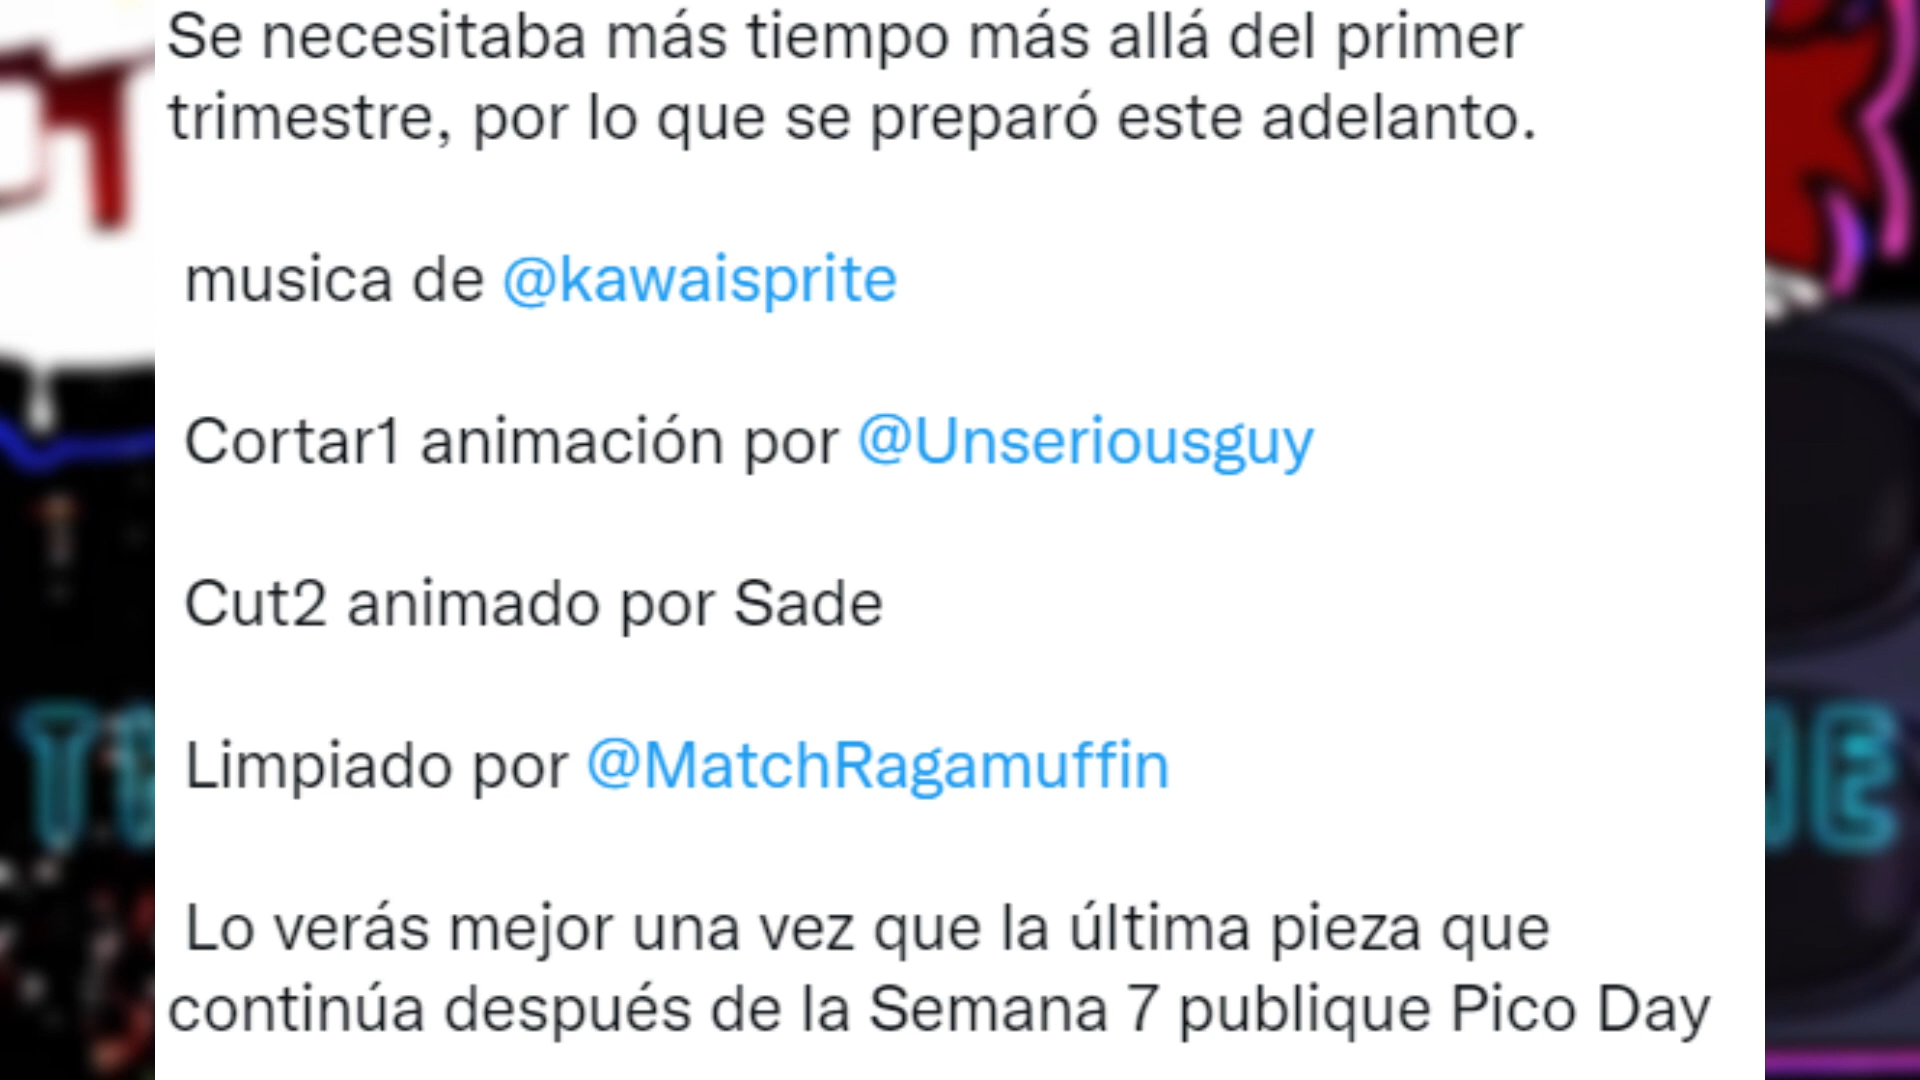 Se necesitaba más tiempo más allá del primer
trimestre, por lo que se preparó este adelanto.
musica de @kawaisprite
Cortar1 animación por @Unseriousguy
Cut2 animado por Sade
Limpiado por @MatchRagamuffin
Lo verás mejor una vez que la última pieza que
continúa después de la Semana 7 publique Pico Day